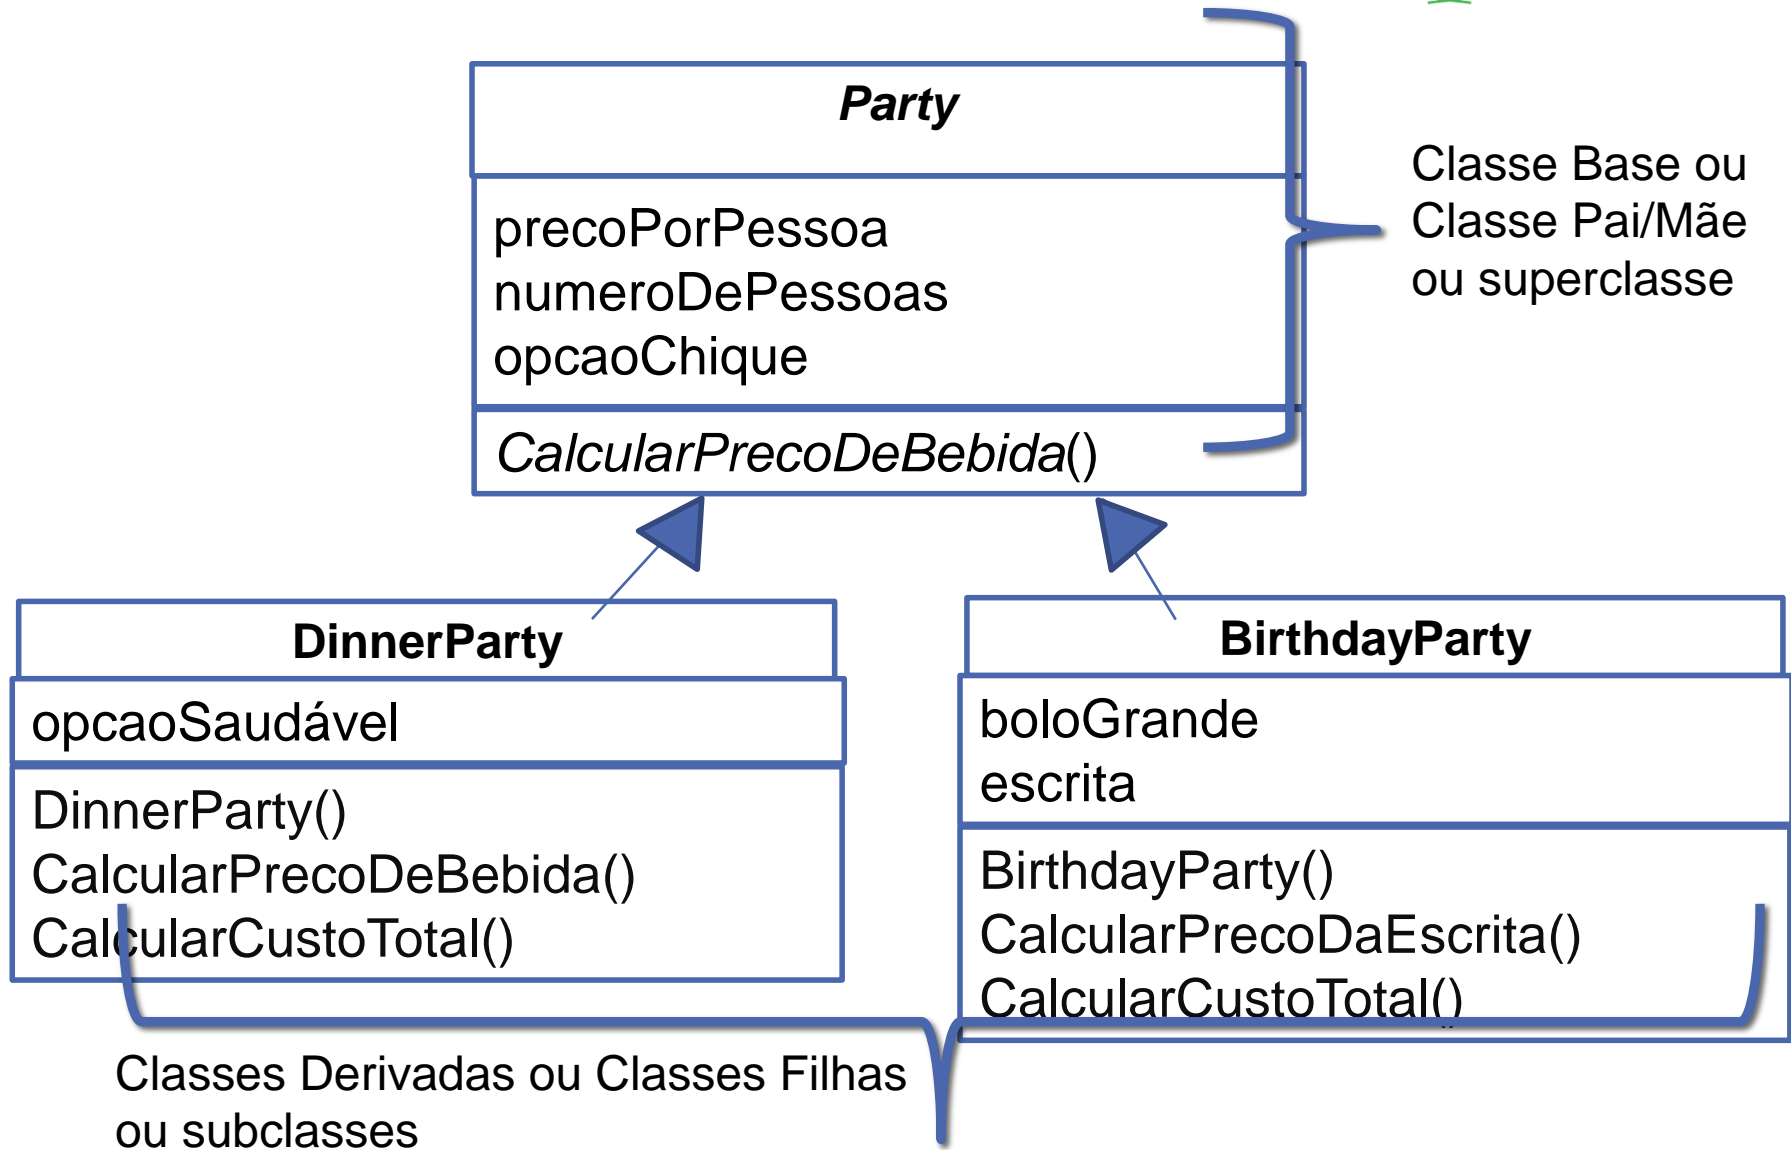 Party
precoPorPessoa
numeroDePessoas
opcaoChique
CalcularPrecoDeBebida()
Classe Base ou
Classe Pai/Mãe
ou superclasse
DinnerParty
opcaoSaudável
DinnerParty()
CalcularPrecoDeBebida()
CalcularCustoTotal()
BirthdayParty
boloGrande
escrita
BirthdayParty()
CalcularPrecoDaEscrita()
CalcularCustoTotal()
Classes Derivadas ou Classes Filhas
ou subclasses